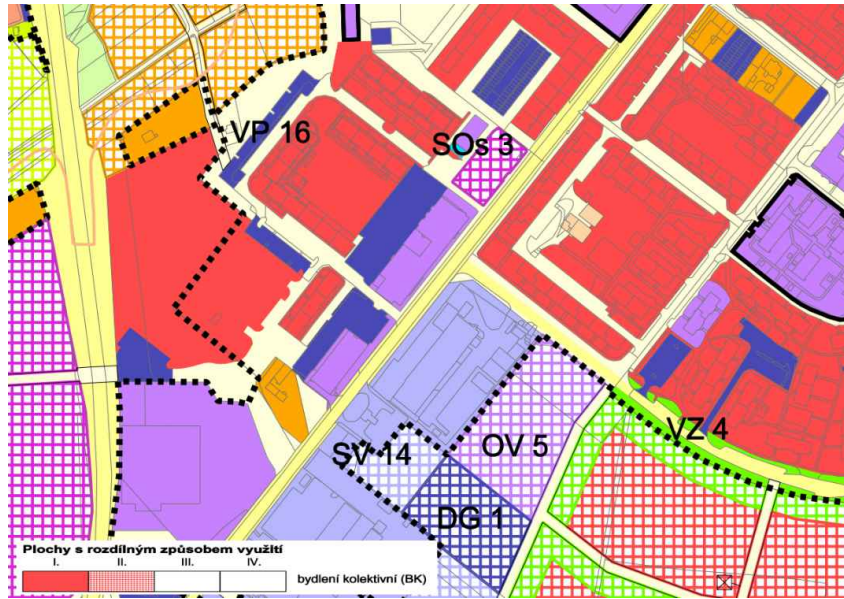 VP 16
SOs 3
VZ 4
OV 5
SV 14
DG 1
Plochy s rozdílným způsobem využití
I. II. III. IV.
bydlení kolektivní (BK)